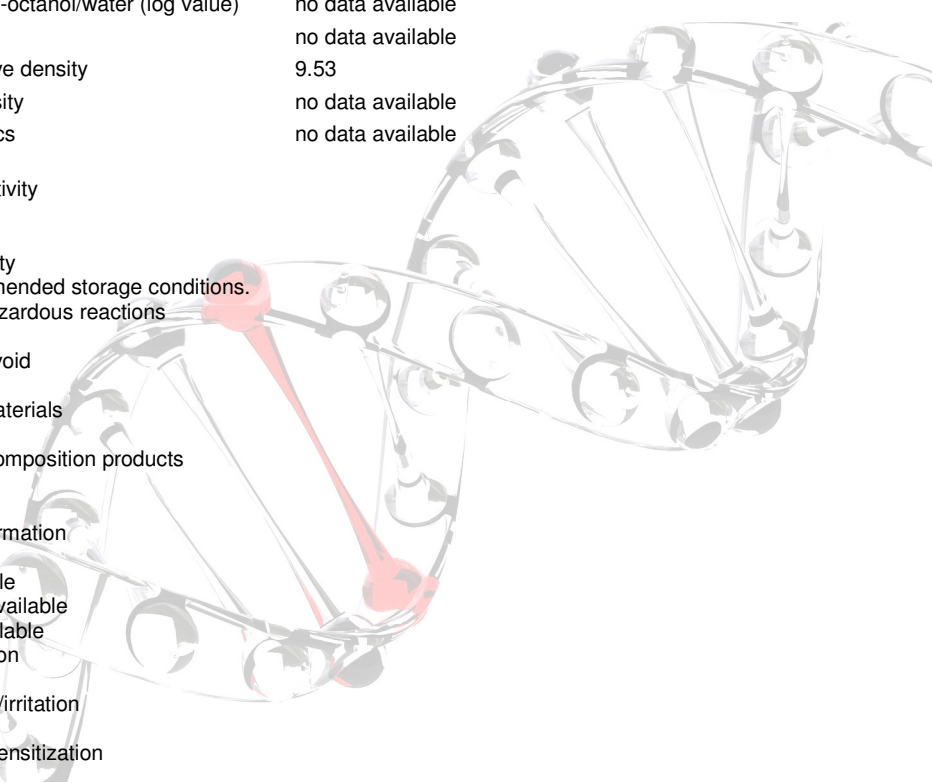 -octanol/water (log value) no data available
no data available
ve density 9.53
sity no data available
cs no data available
tivity
ty
mended storage conditions.
zardous reactions
void
aterials
omposition products
rmation
le
vailable
lable
on
/irritation
ensitization